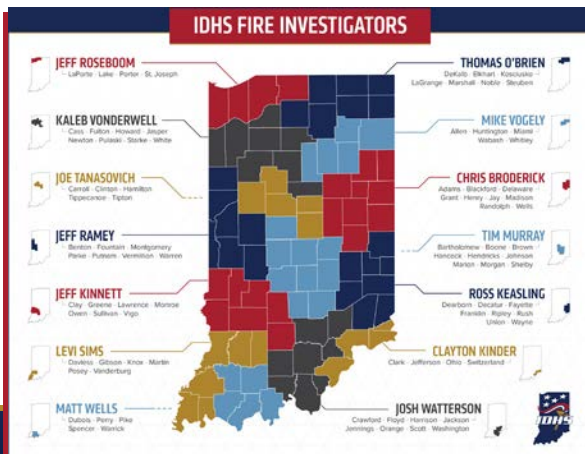 IDHS FIRE INVESTIGATORS
JEFF ROSEBOOM
LaPorte · Lake · Porter · St. Joseph
KALEB VONDERWELL
Cass · Fulton · Howard · Jasper
Newton · Pulaski · Starke · White
JOE TANASOVICH
Carroll · Clinton · Hamilton
Tippecanoe · Tipton
JEFF RAMEY
Benton · Fountain · Montgomery
Parke · Putnam · Vermillion · Warren
JEFF KINNETT
Clay · Greene · Lawrence · Monroe
Owen · Sullivan · Vigo
LEVI SIMS
Daviess · Gibson · Knox · Martin
Posey · Vanderburg
MATT WELLS
Dubois · Perry · Pike
Spencer · Warrick
THOMAS O'BRIEN
DeKalb · Elkhart · Kosciusko
LaGrange · Marshall · Noble · Steuben
MIKE VOGELY
Allen · Huntington · Miami
Wabash · Whitley
CHRIS BRODERICK
Adams · Blackford · Delaware
Grant · Henry · Jay · Madison
Randolph · Wells
TIM MURRAY
Bartholomew · Boone · Brown
Hancock · Hendricks · Johnson
Marion · Morgan · Shelby
ROSS KEASLING
Dearborn · Decatur · Fayette
Franklin · Ripley · Rush
Union · Wayne
CLAYTON KINDER
Clark · Jefferson · Ohio · Switzerland
JOSH WATTERSON
Crawford · Floyd · Harrison · Jackson
Jennings · Orange · Scott · Washington
IDHS